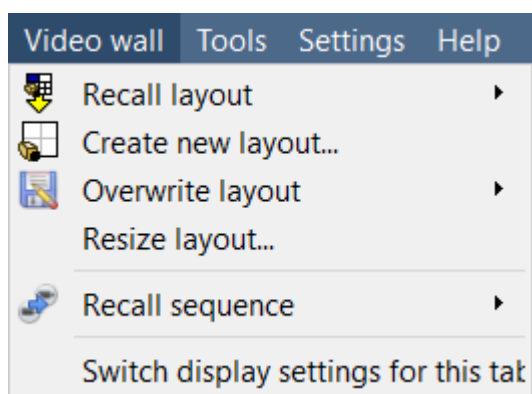 Video wall Tools Settings Help
Recall layout
Create new layout...
Overwrite layout
Resize layout...
Recall sequence
Switch display settings for this tab